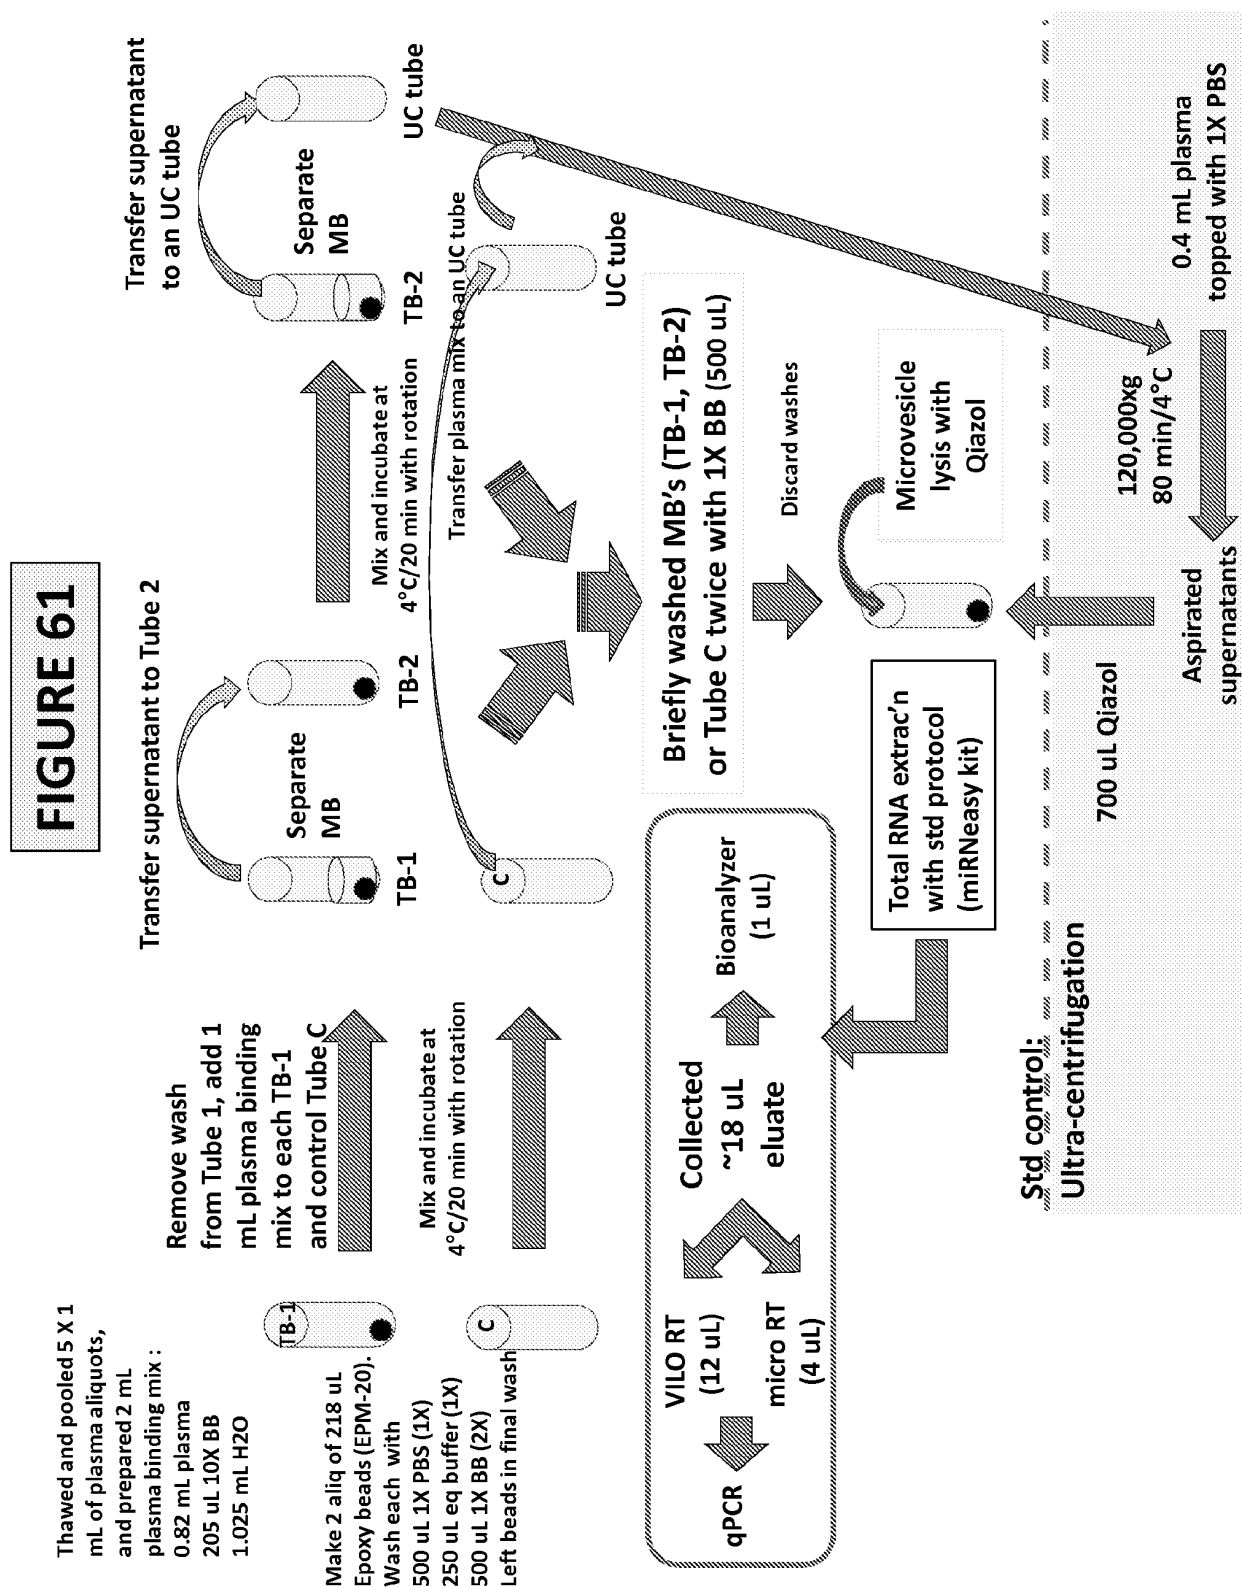 FIGURE 61
Thawed and pooled 5 X 1
mL of plasma aliquots,
and prepared 2 mL
plasma binding mix :
0.82 mL plasma
205 uL 10X BB
1.025 mL H2O
Make 2 aliq of 218 uL
Epoxy beads (EPM-20).
Wash each with
500 uL 1X PBS (1X)
250 uL eq buffer (1X)
500 uL 1X BB (2X)
Left beads in final wash
TB-1
C
Remove wash
from Tube 1, add 1
mL plasma binding
mix to each TB-1
and control Tube C
Mix and incubate at
4°C/20 min with rotation
Transfer supernatant to Tube 2
Separate
MB
TB-1
TB-2
C
Mix and incubate at
4°C/20 min with rotation
Transfer plasma mix to an UC tube
Transfer supernatant
to an UC tube
Separate
MB
TB-2
UC tube
UC tube
Briefly washed MB's (TB-1, TB-2)
or Tube C twice with 1X BB (500 uL)
Discard washes
Microvesicle
lysis with
Qiazol
Total RNA extrac'n
with std protocol
(miRNeasy kit)
Collected
~18 uL
eluate
Bioanalyzer
(1 uL)
VILO RT
(12 uL)
micro RT
(4 uL)
qPCR
Std control:
Ultra-centrifugation
700 uL Qiazol
Aspirated
supernatants
120,000xg
80 min/4°C
0.4 mL plasma
topped with 1X PBS